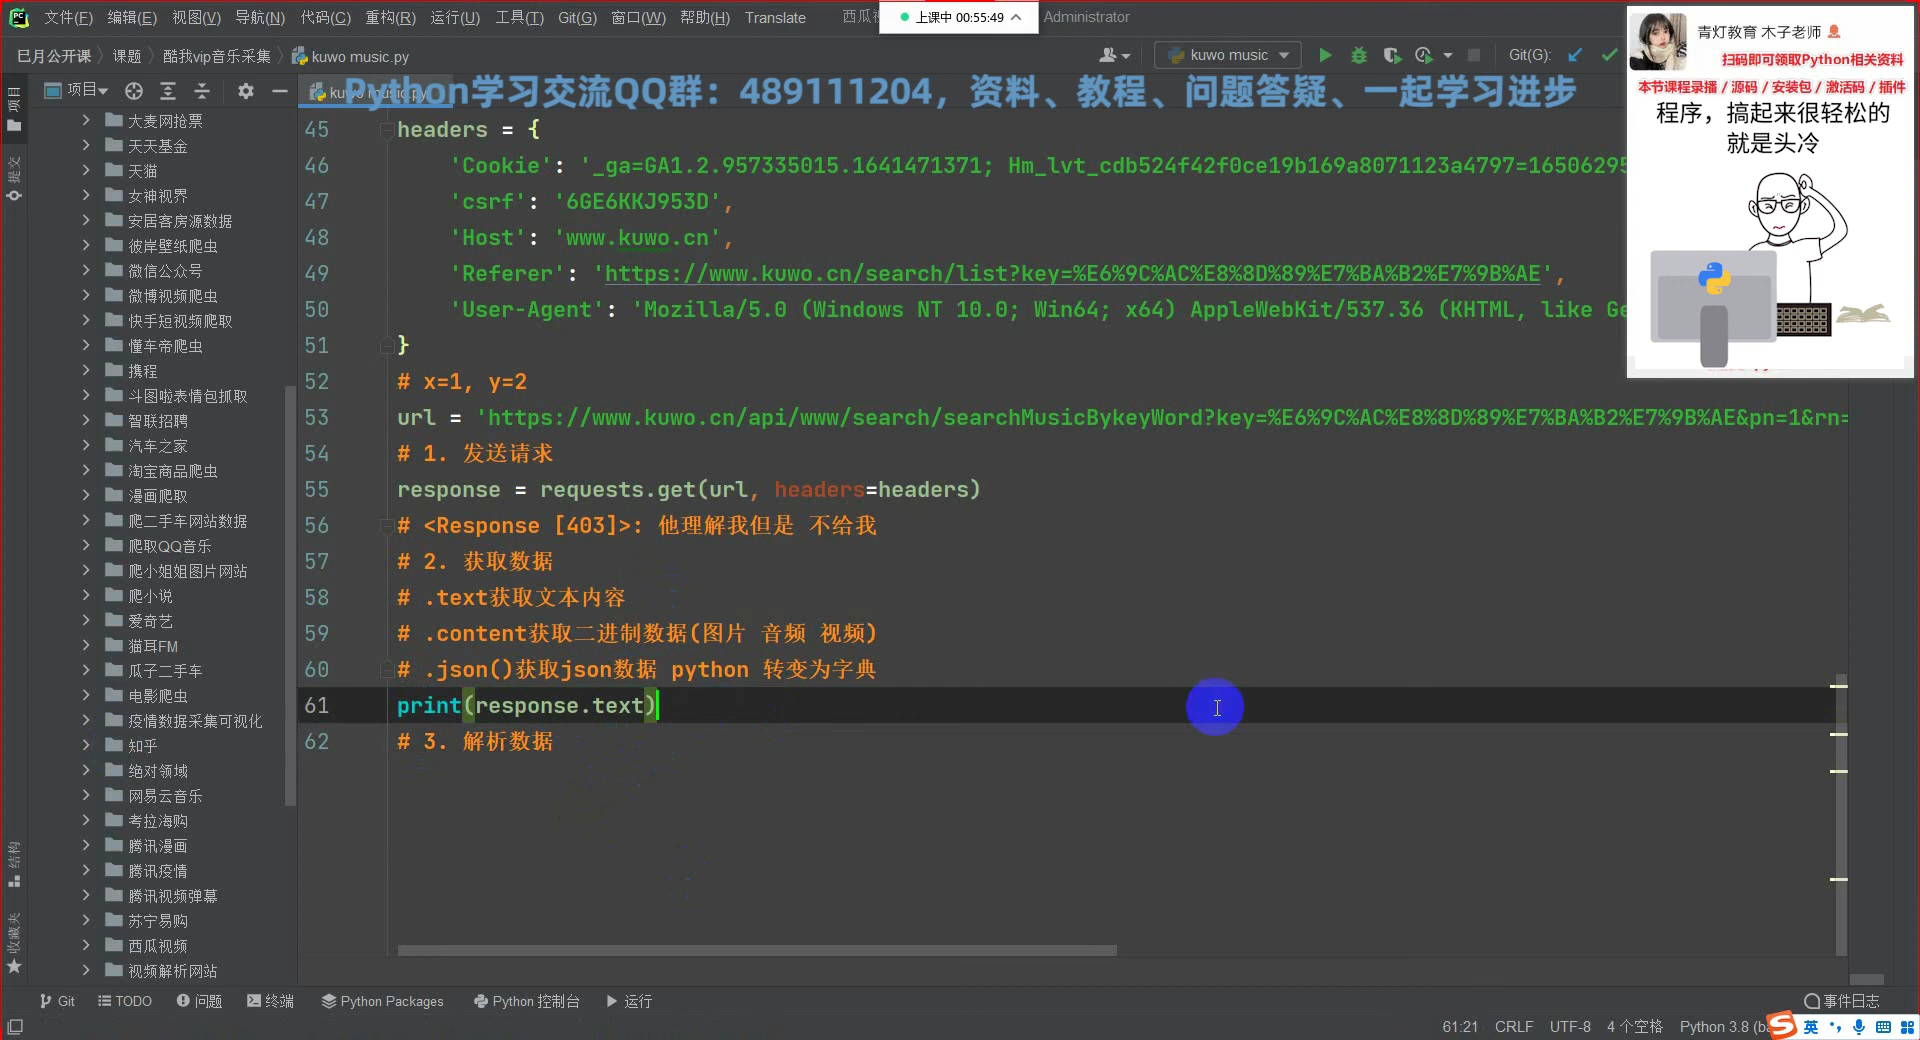 文件(F) 编辑(E) 视图(V) 导航(N) 代码(C) 重构(R) 运行(U) 工具(T) Git(G) 窗口(W) 帮助(H) Translate
上课中 00:55:49
Administrator
巳月公开课 课题 酷我vip音乐采集 kuwo music.py
kuwo music
Git(G):
项目
Python学习交流QQ群：489111204，资料、教程、问题答疑、一起学习进步
项目
提交
结构
收藏夹
大麦网抢票
天天基金
天猫
女神视界
安居客房源数据
彼岸壁纸爬虫
微信公众号
微博视频爬虫
快手短视频爬取
懂车帝爬虫
携程
斗图啦表情包抓取
智联招聘
汽车之家
淘宝商品爬虫
漫画爬取
爬二手车网站数据
爬取QQ音乐
爬小姐姐图片网站
爬小说
爱奇艺
猫耳FM
瓜子二手车
电影爬虫
疫情数据采集可视化
知乎
绝对领域
网易云音乐
考拉海购
腾讯漫画
腾讯疫情
腾讯视频弹幕
苏宁易购
西瓜视频
视频解析网站
45 headers = {
46 'Cookie': '_ga=GA1.2.957335015.1641471371; Hm_lvt_cdb524f42f0ce19b169a8071123a4797=16506295
47 'csrf': '6GE6KKJ953D',
48 'Host': 'www.kuwo.cn',
49 'Referer': 'https://www.kuwo.cn/search/list?key=%E6%9C%AC%E8%8D%89%E7%BA%B2%E7%9B%AE',
50 'User-Agent': 'Mozilla/5.0 (Windows NT 10.0; Win64; x64) AppleWebKit/537.36 (KHTML, like Ge
51 }
52 # x=1, y=2
53 url = 'https://www.kuwo.cn/api/www/search/searchMusicBykeyWord?key=%E6%9C%AC%E8%8D%89%E7%BA%B2%E7%9B%AE&pn=1&rn=
54 # 1. 发送请求
55 response = requests.get(url, headers=headers)
56 # <Response [403]>: 他理解我但是 不给我
57 # 2. 获取数据
58 # .text获取文本内容
59 # .content获取二进制数据(图片 音频 视频)
60 # .json()获取json数据 python 转变为字典
61 print(response.text)
62 # 3. 解析数据
青灯教育 木子老师
扫码即可领取Python相关资料
本节课程录播 / 源码 / 安装包 / 激活码 / 插件
程序，搞起来很轻松的
就是头冷
Git TODO 问题 终端 Python Packages Python 控制台 运行
事件日志
61:21 CRLF UTF-8 4 个空格 Python 3.8 (ba
英